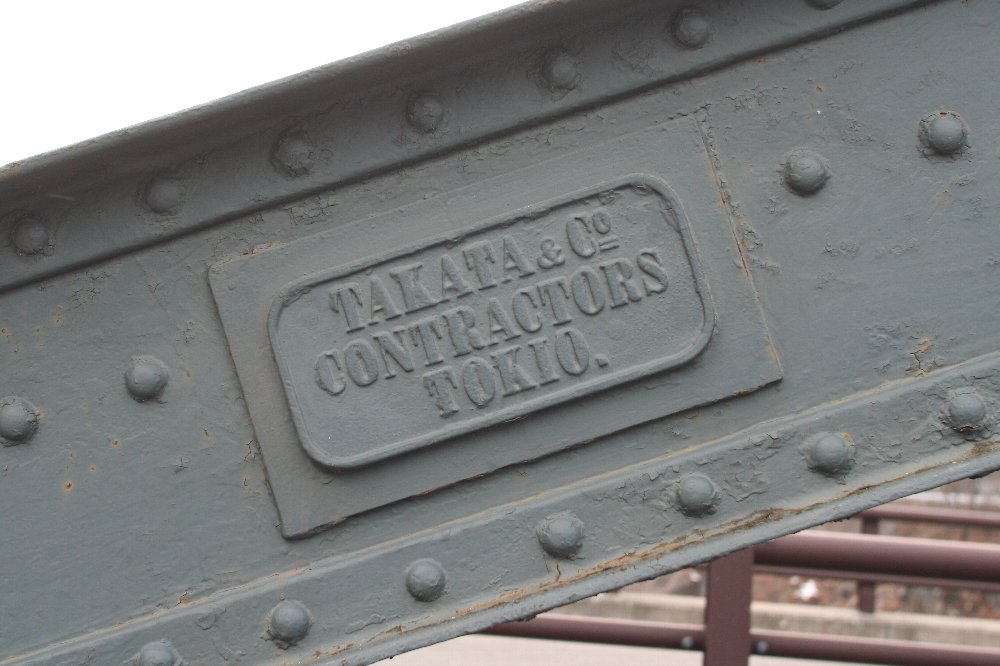 TAKATA & Cº
CONTRACTORS
TOKIO.